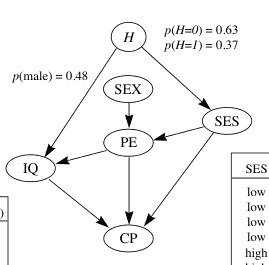 H
p(H=0) = 0.63
p(H=1) = 0.37
p(male) = 0.48
SEX
SES
PE
IQ
SES
low
low
low
low
high
)
CP